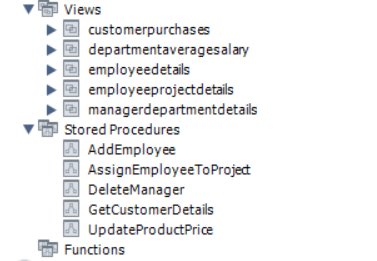 Views
customerpurchases
departmentaveragesalary
employeedetails
employeeprojectdetails
managerdepartmentdetails
Stored Procedures
AddEmployee
AssignEmployeeToProject
DeleteManager
GetCustomerDetails
UpdateProductPrice
Functions